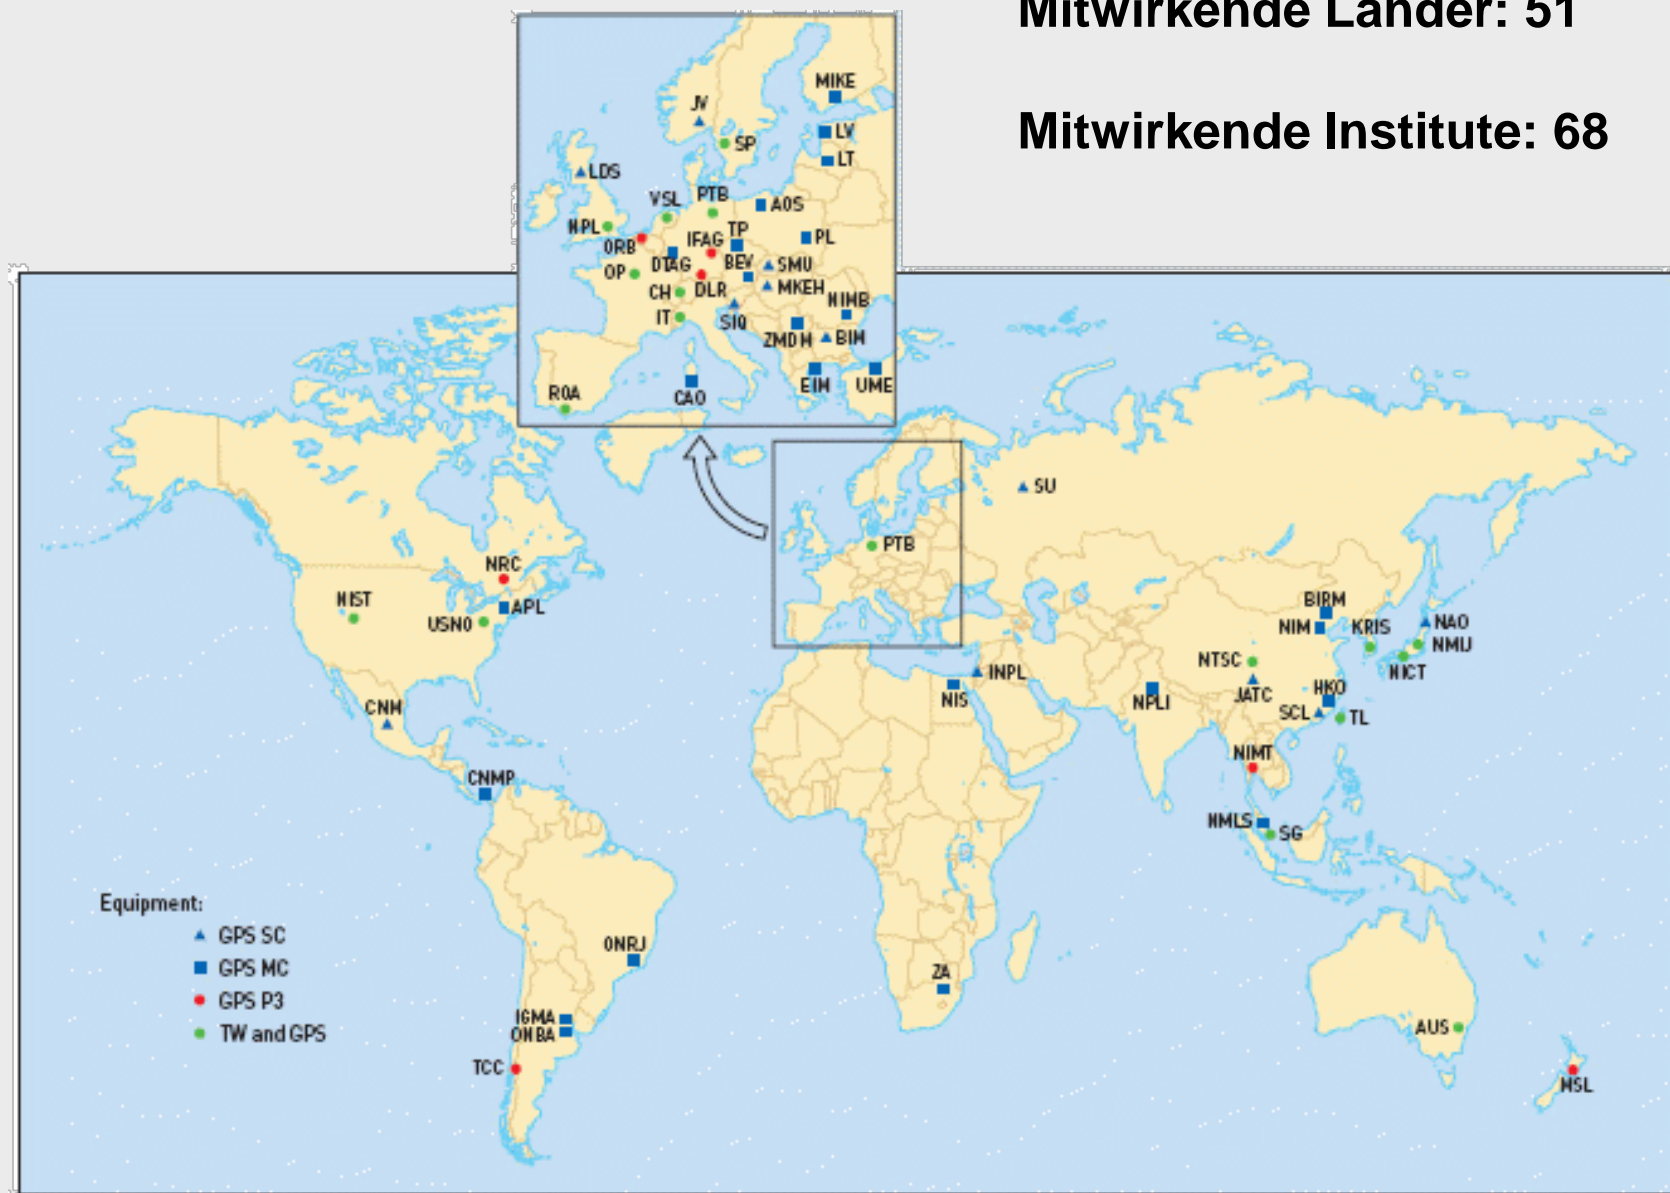 Mitwirkende Länder: 51
Mitwirkende Institute: 68
MIKE
JV
LV
SP
LT
LDS
VSL
PTB
AOS
NPL
TP
PL
ORB
IFAG
DTAG
BEV
SMU
OP
MKEH
CH
DLR
NIMB
IT
SIQ
ZMDM
BIM
EIM
UME
ROA
CAO
SU
PTB
NRC
NIST
APL
USNO
BIRM
NIM
KRIS
NAO
NMIJ
NICT
NTSC
JATC
INPL
NIS
NPLI
HKO
SCL
TL
CNM
NIMT
CNMP
NMLS
SG
Equipment:
GPS SC
GPS MC
GPS P3
TW and GPS
ONRJ
ZA
IGMA
ONBA
TCC
AUS
MSL